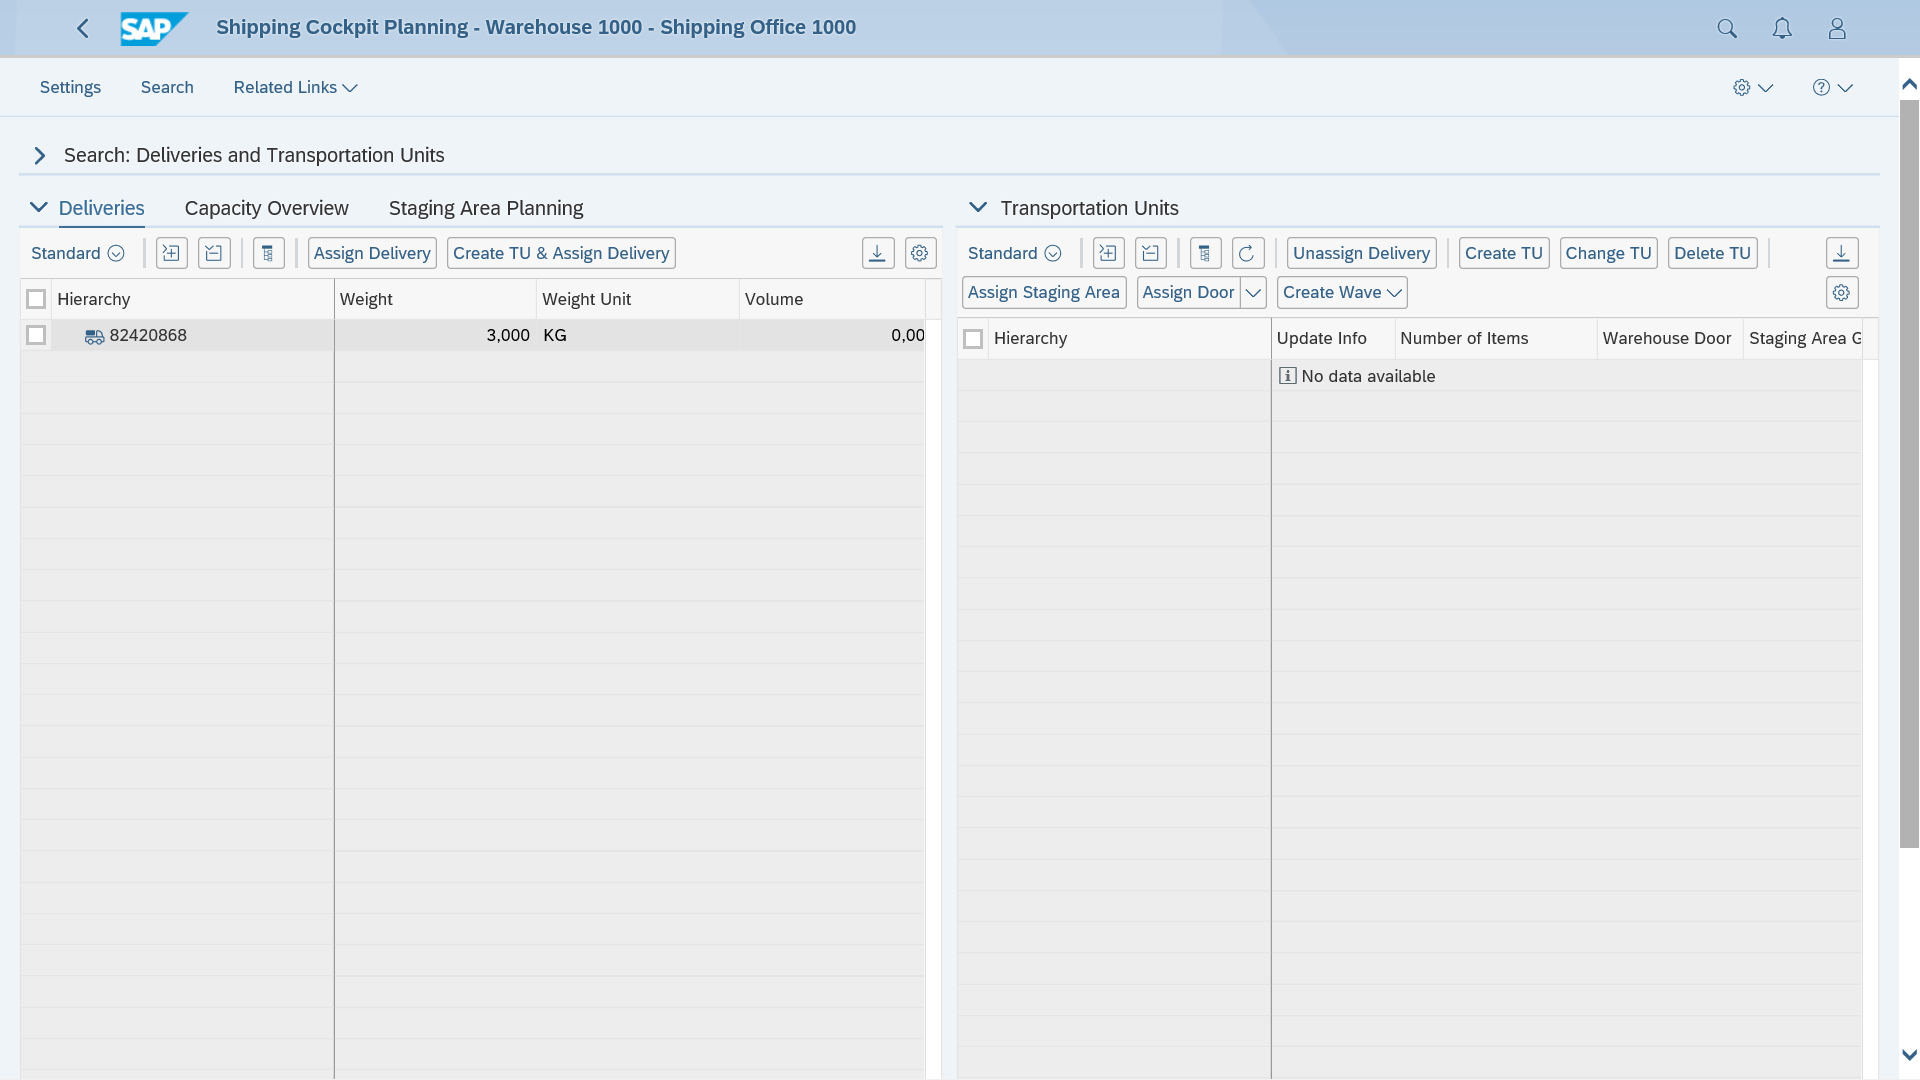 SAP Shipping Cockpit Planning - Warehouse 1000 - Shipping Office 1000
Settings Search Related Links
Search: Deliveries and Transportation Units
Deliveries Capacity Overview Staging Area Planning
Standard Assign Delivery Create TU & Assign Delivery
Hierarchy Weight Weight Unit Volume
82420868 3,000 KG 0,00
Transportation Units
Standard Unassign Delivery Create TU Change TU Delete TU
Assign Staging Area Assign Door Create Wave
Hierarchy Update Info Number of Items Warehouse Door Staging Area G
No data available